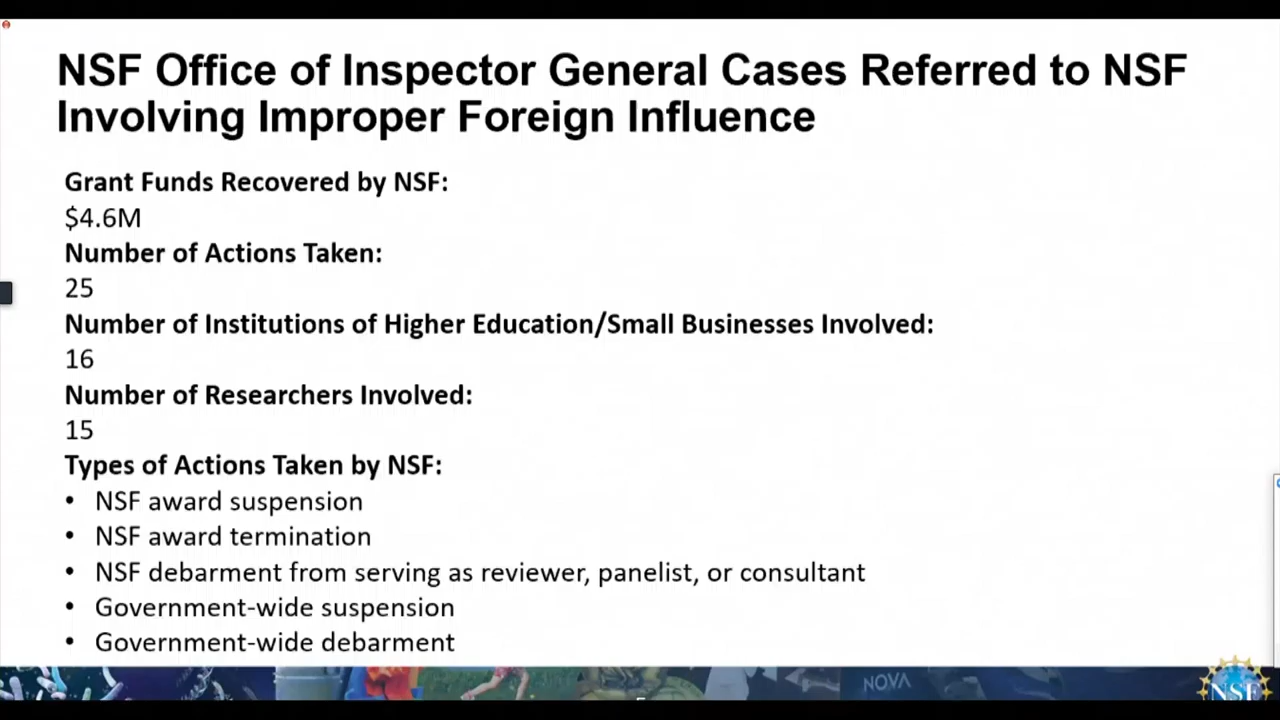 NSF Office of Inspector General Cases Referred to NSF
Involving Improper Foreign Influence
Grant Funds Recovered by NSF:
$4.6M
Number of Actions Taken:
25
Number of Institutions of Higher Education/Small Businesses Involved:
16
Number of Researchers Involved:
15
Types of Actions Taken by NSF:
• NSF award suspension
• NSF award termination
• NSF debarment from serving as reviewer, panelist, or consultant
• Government-wide suspension
• Government-wide debarment
NOVA
NSF